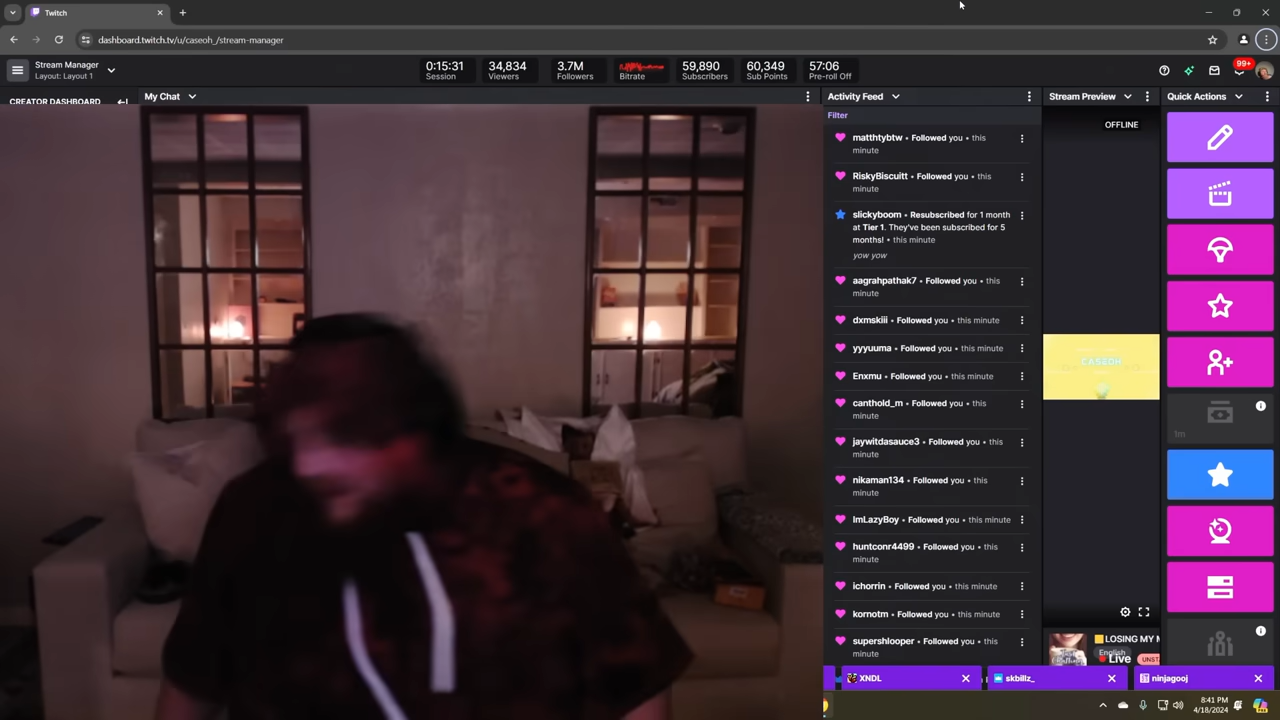 Twitch
dashboard.twitch.tv/u/caseoh_/stream-manager
Stream Manager
Layout: Layout 1
0:15:31
Session
34,834
Viewers
3.7M
Followers
Bitrate
59,890
Subscribers
60,349
Sub Points
57:06
Pre-roll Off
99+
CREATOR DASHBOARD
My Chat
Activity Feed
Filter
matthtybtw • Followed you • this
minute
RiskyBiscuitt • Followed you • this
minute
slickyboom • Resubscribed for 1 month
at Tier 1. They've been subscribed for 5
months! • this minute
yow yow
aagrahpathak7 • Followed you • this
minute
dxmskiii • Followed you • this minute
yyyuuma • Followed you • this minute
Enxmu • Followed you • this minute
canthold_m • Followed you • this
minute
jaywitdasauce3 • Followed you • this
minute
nikaman134 • Followed you • this
minute
ImLazyBoy • Followed you • this minute
huntconr4499 • Followed you • this
minute
ichorrin • Followed you • this minute
kornotm • Followed you • this minute
supershlooper • Followed you • this
minute
Stream Preview
OFFLINE
CASEOH
LOSING MY
English
Live
UNST
Quick Actions
1m
XNDL
skbillz_
ninjagooj
8:41 PM
4/18/2024